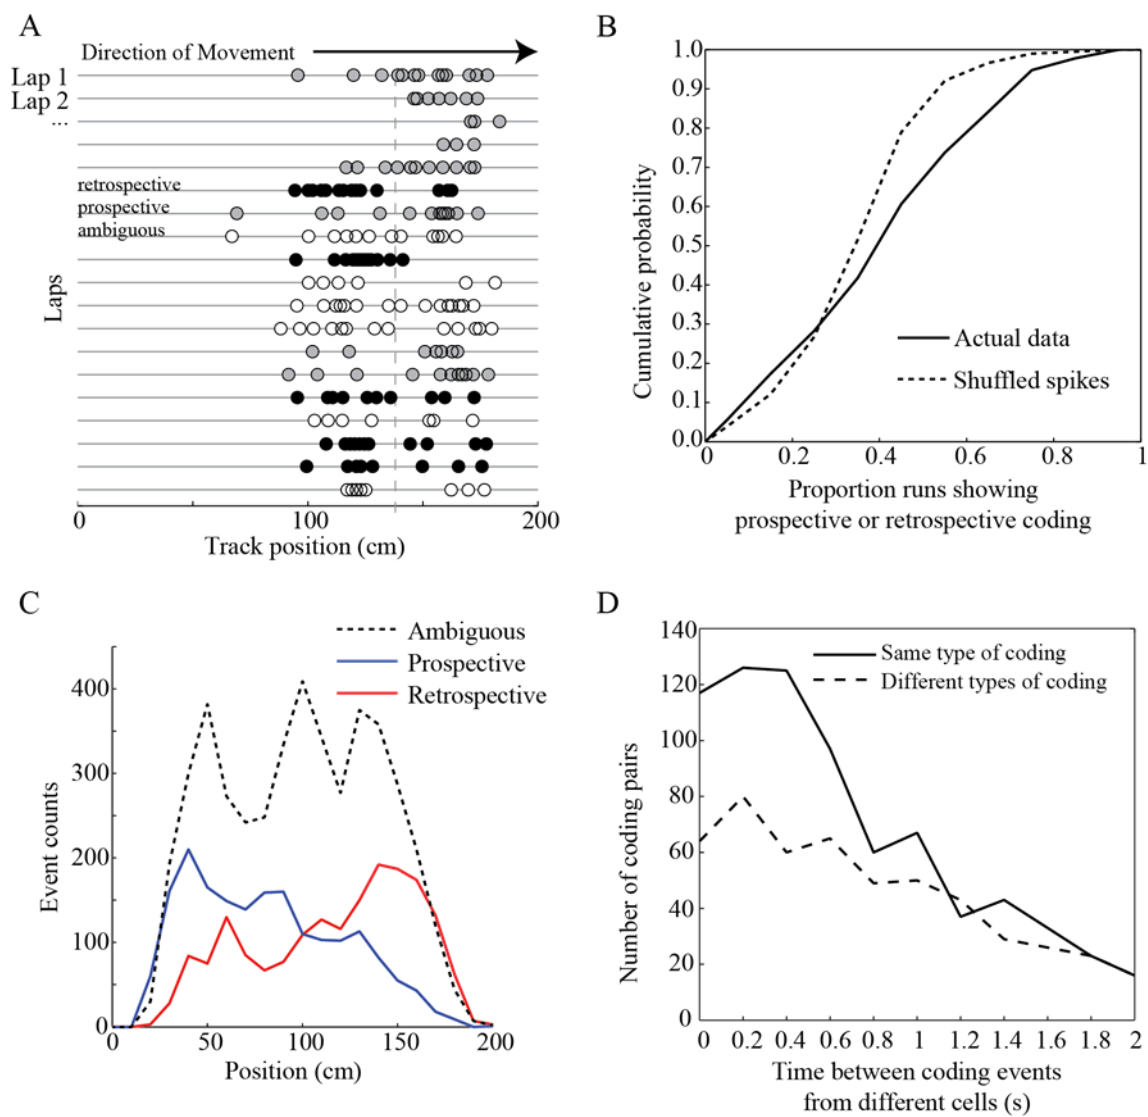 A
Direction of Movement
Lap 1
Lap 2
...
retrospective
prospective
ambiguous
Laps
0 100 200
Track position (cm)
B
1.0
0.9
0.8
0.7
0.6
0.5
0.4
0.3
0.2
0.1
0.0
Cumulative probability
Actual data
Shuffled spikes
0 0.2 0.4 0.6 0.8 1
Proportion runs showing
prospective or retrospective coding
C
Ambiguous
Prospective
Retrospective
400
300
200
100
0
Event counts
0 50 100 150 200
Position (cm)
D
140
120
100
80
60
40
20
0
Number of coding pairs
Same type of coding
Different types of coding
0 0.2 0.4 0.6 0.8 1 1.2 1.4 1.6 1.8 2
Time between coding events
from different cells (s)